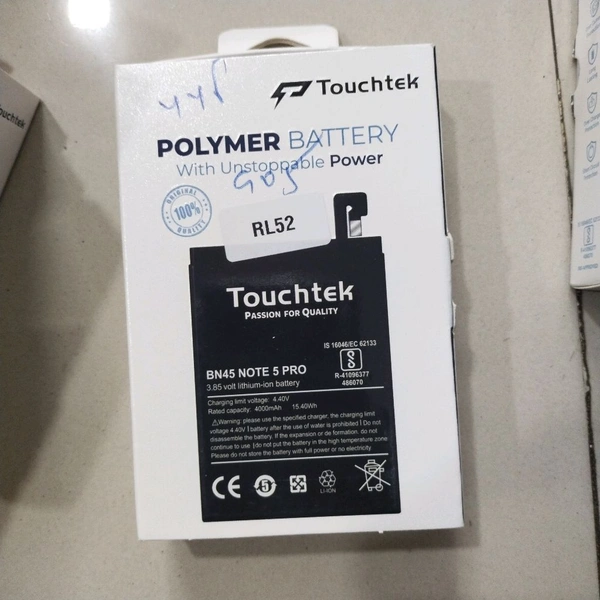 Touchtek
POLYMER BATTERY
With Unstoppable Power
ORIGINAL
100%
QUALITY
RL52
Touchtek
PASSION FOR QUALITY
IS 16046/EC 62133
R-41096377
486070
BN45 NOTE 5 PRO
3.85 volt lithium-ion battery
Charging limit voltage: 4.40V
Rated capacity: 4000mAh 15.40Wh
⚠Warning: please use the specified charger, the charging limit
voltage 4.40V I battery after the use of water is prohibited I Do not
disassemble the battery. If the expansion or de formation. do not
continue to use I do not put the battery in the high temperature zone
Please do not store the battery with full power or no electricity
CE
5
LI-ION